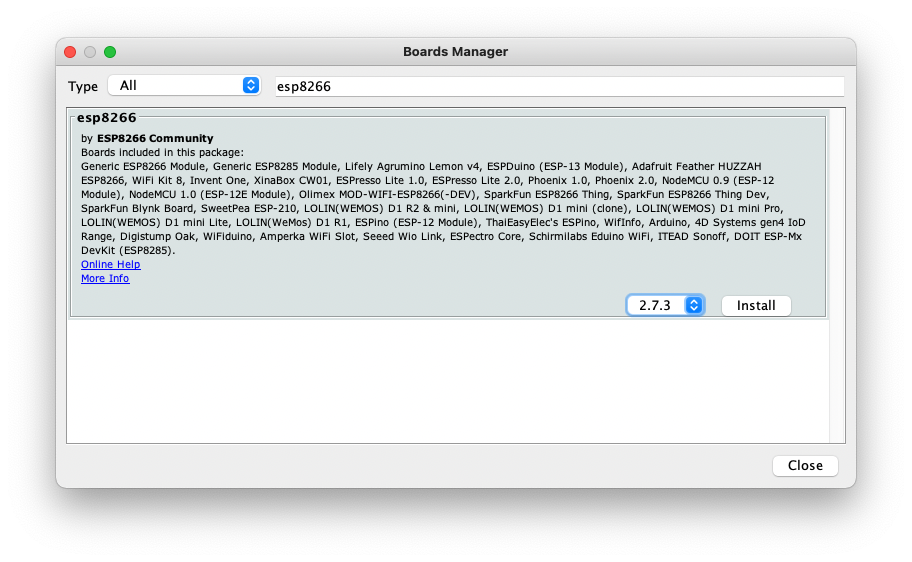 Boards Manager
Type All esp8266
esp8266
by ESP8266 Community
Boards included in this package:
Generic ESP8266 Module, Generic ESP8285 Module, Lifely Agrumino Lemon v4, ESPDuino (ESP-13 Module), Adafruit Feather HUZZAH
ESP8266, WiFi Kit 8, Invent One, XinaBox CW01, ESPresso Lite 1.0, ESPresso Lite 2.0, Phoenix 1.0, Phoenix 2.0, NodeMCU 0.9 (ESP-12
Module), NodeMCU 1.0 (ESP-12E Module), Olimex MOD-WIFI-ESP8266(-DEV), SparkFun ESP8266 Thing, SparkFun ESP8266 Thing Dev,
SparkFun Blynk Board, SweetPea ESP-210, LOLIN(WEMOS) D1 R2 & mini, LOLIN(WEMOS) D1 mini (clone), LOLIN(WEMOS) D1 mini Pro,
LOLIN(WEMOS) D1 mini Lite, LOLIN(WeMos) D1 R1, ESPino (ESP-12 Module), ThaiEasyElec's ESPino, WifInfo, Arduino, 4D Systems gen4 IoD
Range, Digistump Oak, WiFiduino, Amperka WiFi Slot, Seeed Wio Link, ESPectro Core, Schirmilabs Eduino WiFi, ITEAD Sonoff, DOIT ESP-Mx
DevKit (ESP8285).
Online Help
More Info
2.7.3 Install
Close